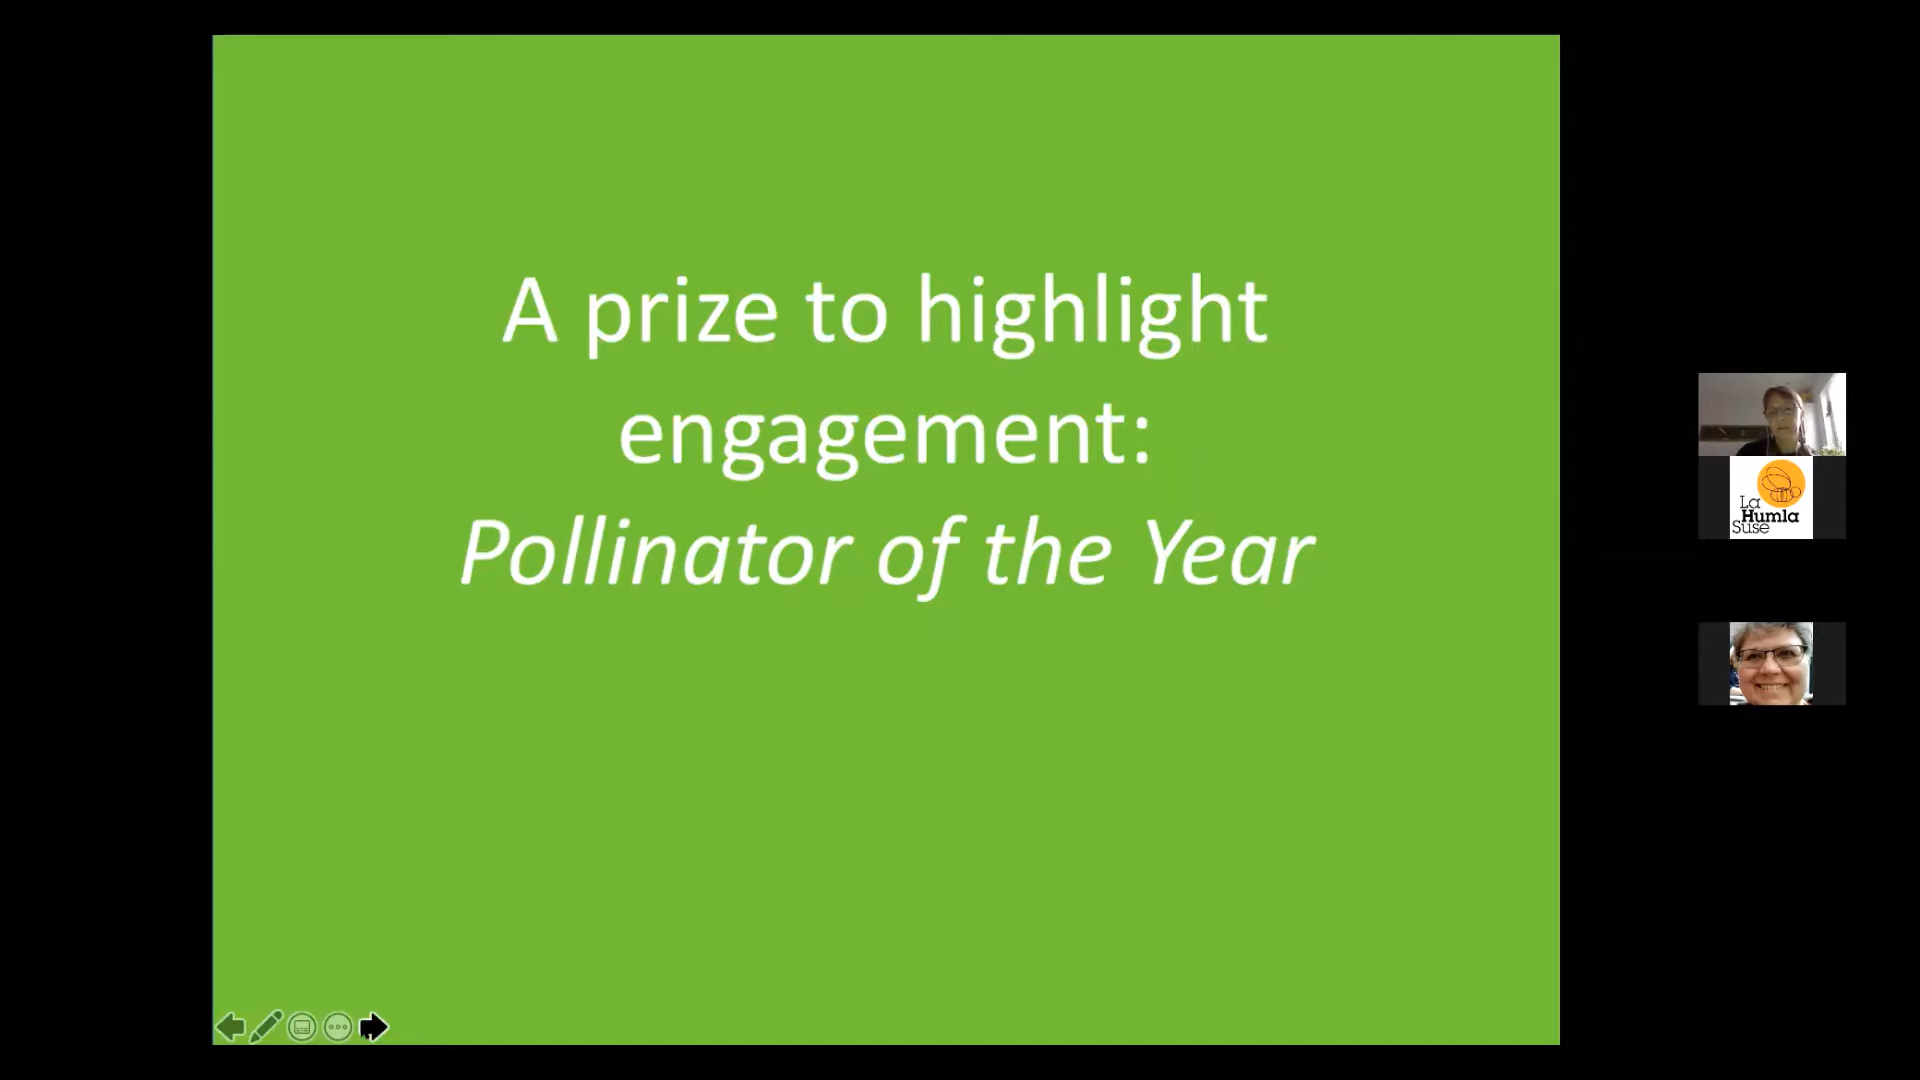 A prize to highlight
engagement:
Pollinator of the Year
La
Humla
Suse